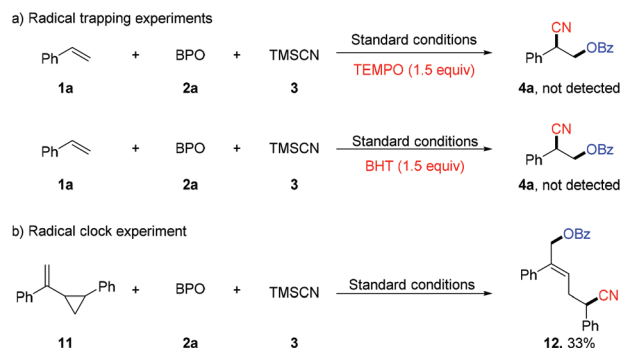 a) Radical trapping experiments
Ph + BPO + TMSCN Standard conditions TEMPO (1.5 equiv) CN Ph OBz
1a 2a 3 4a, not detected
Ph + BPO + TMSCN Standard conditions BHT (1.5 equiv) CN Ph OBz
1a 2a 3 4a, not detected
b) Radical clock experiment
Ph Ph + BPO + TMSCN Standard conditions OBz Ph CN Ph
11 2a 3 12, 33%